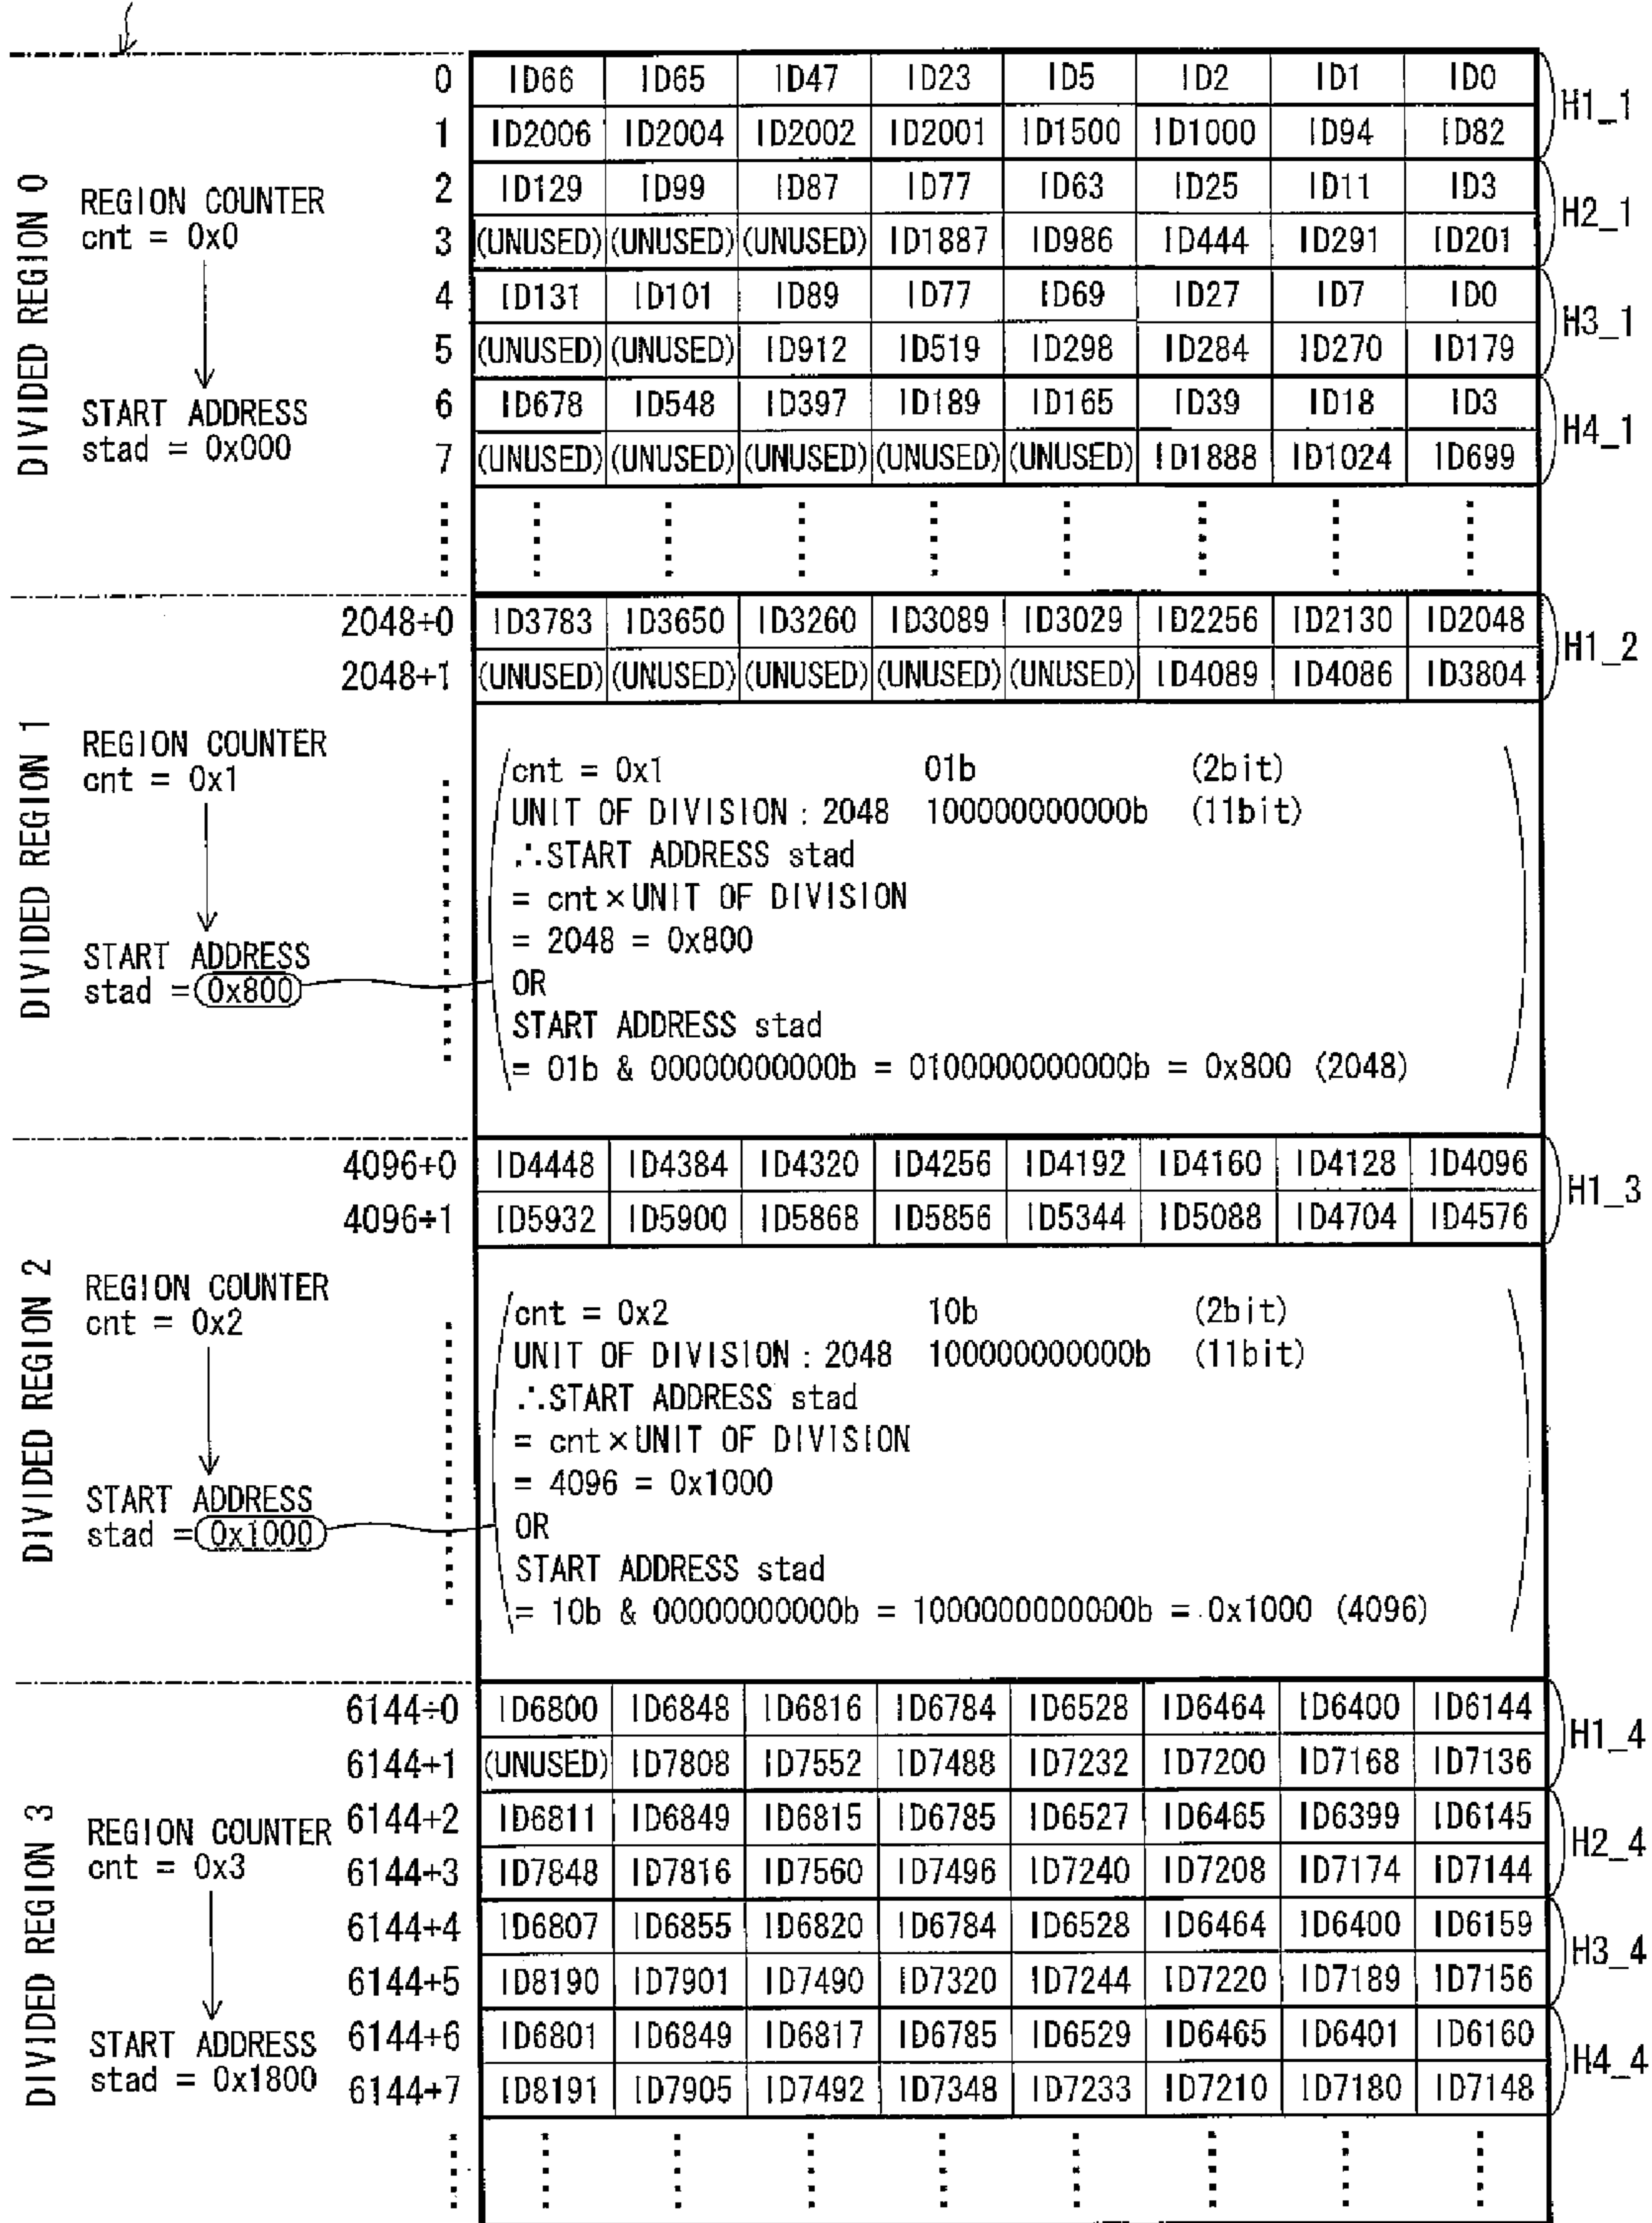 DIVIDED REGION 0
REGION COUNTER
cnt = 0x0
START ADDRESS
stad = 0x000
0 ID66 ID65 ID47 ID23 ID5 ID2 ID1 ID0
1 ID2006 ID2004 ID2002 ID2001 ID1500 ID1000 ID94 ID82
H1_1
2 ID129 ID99 ID87 ID77 ID63 ID25 ID11 ID3
3 (UNUSED) (UNUSED) (UNUSED) ID1887 ID986 ID444 ID291 ID201
H2_1
4 ID131 ID101 ID89 ID77 ID69 ID27 ID7 ID0
5 (UNUSED) (UNUSED) ID912 ID519 ID298 ID284 ID270 ID179
H3_1
6 ID678 ID548 ID397 ID189 ID165 ID39 ID18 ID3
7 (UNUSED) (UNUSED) (UNUSED) (UNUSED) (UNUSED) ID1888 ID1024 ID699
H4_1
DIVIDED REGION 1
REGION COUNTER
cnt = 0x1
START ADDRESS
stad = 0x800
2048+0 ID3783 ID3650 ID3260 ID3089 ID3029 ID2256 ID2130 ID2048
2048+1 (UNUSED) (UNUSED) (UNUSED) (UNUSED) (UNUSED) ID4089 ID4086 ID3804
H1_2
cnt = 0x1 01b (2bit)
UNIT OF DIVISION : 2048 100000000000b (11bit)
∴START ADDRESS stad
= cnt×UNIT OF DIVISION
= 2048 = 0x800
OR
START ADDRESS stad
= 01b & 00000000000b = 0100000000000b = 0x800 (2048)
DIVIDED REGION 2
REGION COUNTER
cnt = 0x2
START ADDRESS
stad = 0x1000
4096+0 ID4448 ID4384 ID4320 ID4256 ID4192 ID4160 ID4128 ID4096
4096+1 ID5932 ID5900 ID5868 ID5856 ID5344 ID5088 ID4704 ID4576
H1_3
cnt = 0x2 10b (2bit)
UNIT OF DIVISION : 2048 100000000000b (11bit)
∴START ADDRESS stad
= cnt×UNIT OF DIVISION
= 4096 = 0x1000
OR
START ADDRESS stad
= 10b & 00000000000b = 1000000000000b = 0x1000 (4096)
DIVIDED REGION 3
REGION COUNTER
cnt = 0x3
START ADDRESS
stad = 0x1800
6144+0 ID6800 ID6848 ID6816 ID6784 ID6528 ID6464 ID6400 ID6144
6144+1 (UNUSED) ID7808 ID7552 ID7488 ID7232 ID7200 ID7168 ID7136
H1_4
6144+2 ID6811 ID6849 ID6815 ID6785 ID6527 ID6465 ID6399 ID6145
6144+3 ID7848 ID7816 ID7560 ID7496 ID7240 ID7208 ID7174 ID7144
H2_4
6144+4 ID6807 ID6855 ID6820 ID6784 ID6528 ID6464 ID6400 ID6159
6144+5 ID8190 ID7901 ID7490 ID7320 ID7244 ID7220 ID7189 ID7156
H3_4
6144+6 ID6801 ID6849 ID6817 ID6785 ID6529 ID6465 ID6401 ID6160
6144+7 ID8191 ID7905 ID7492 ID7348 ID7233 ID7210 ID7180 ID7148
H4_4